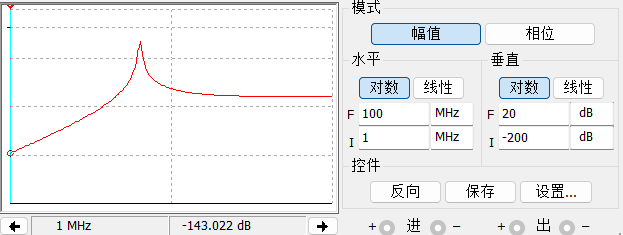 模式
幅值 相位
水平 垂直
对数 线性 对数 线性
F 100 MHz F 20 dB
I 1 MHz I -200 dB
控件
反向 保存 设置...
1 MHz -143.022 dB + 进 − + 出 −